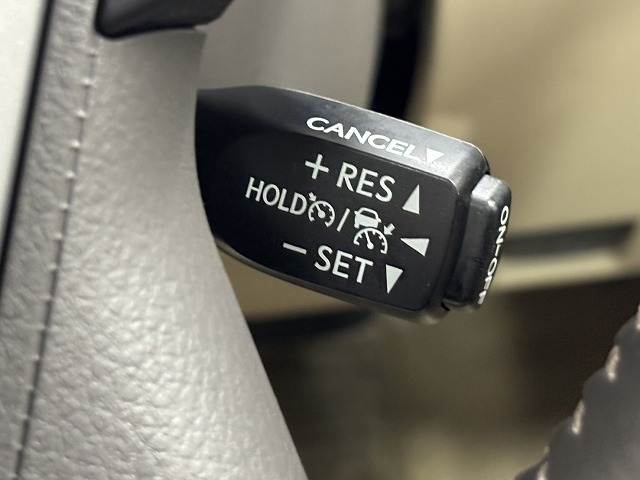 CANCEL▼
+ RES ▲
HOLD / ◀
− SET ▼
ON-OFF